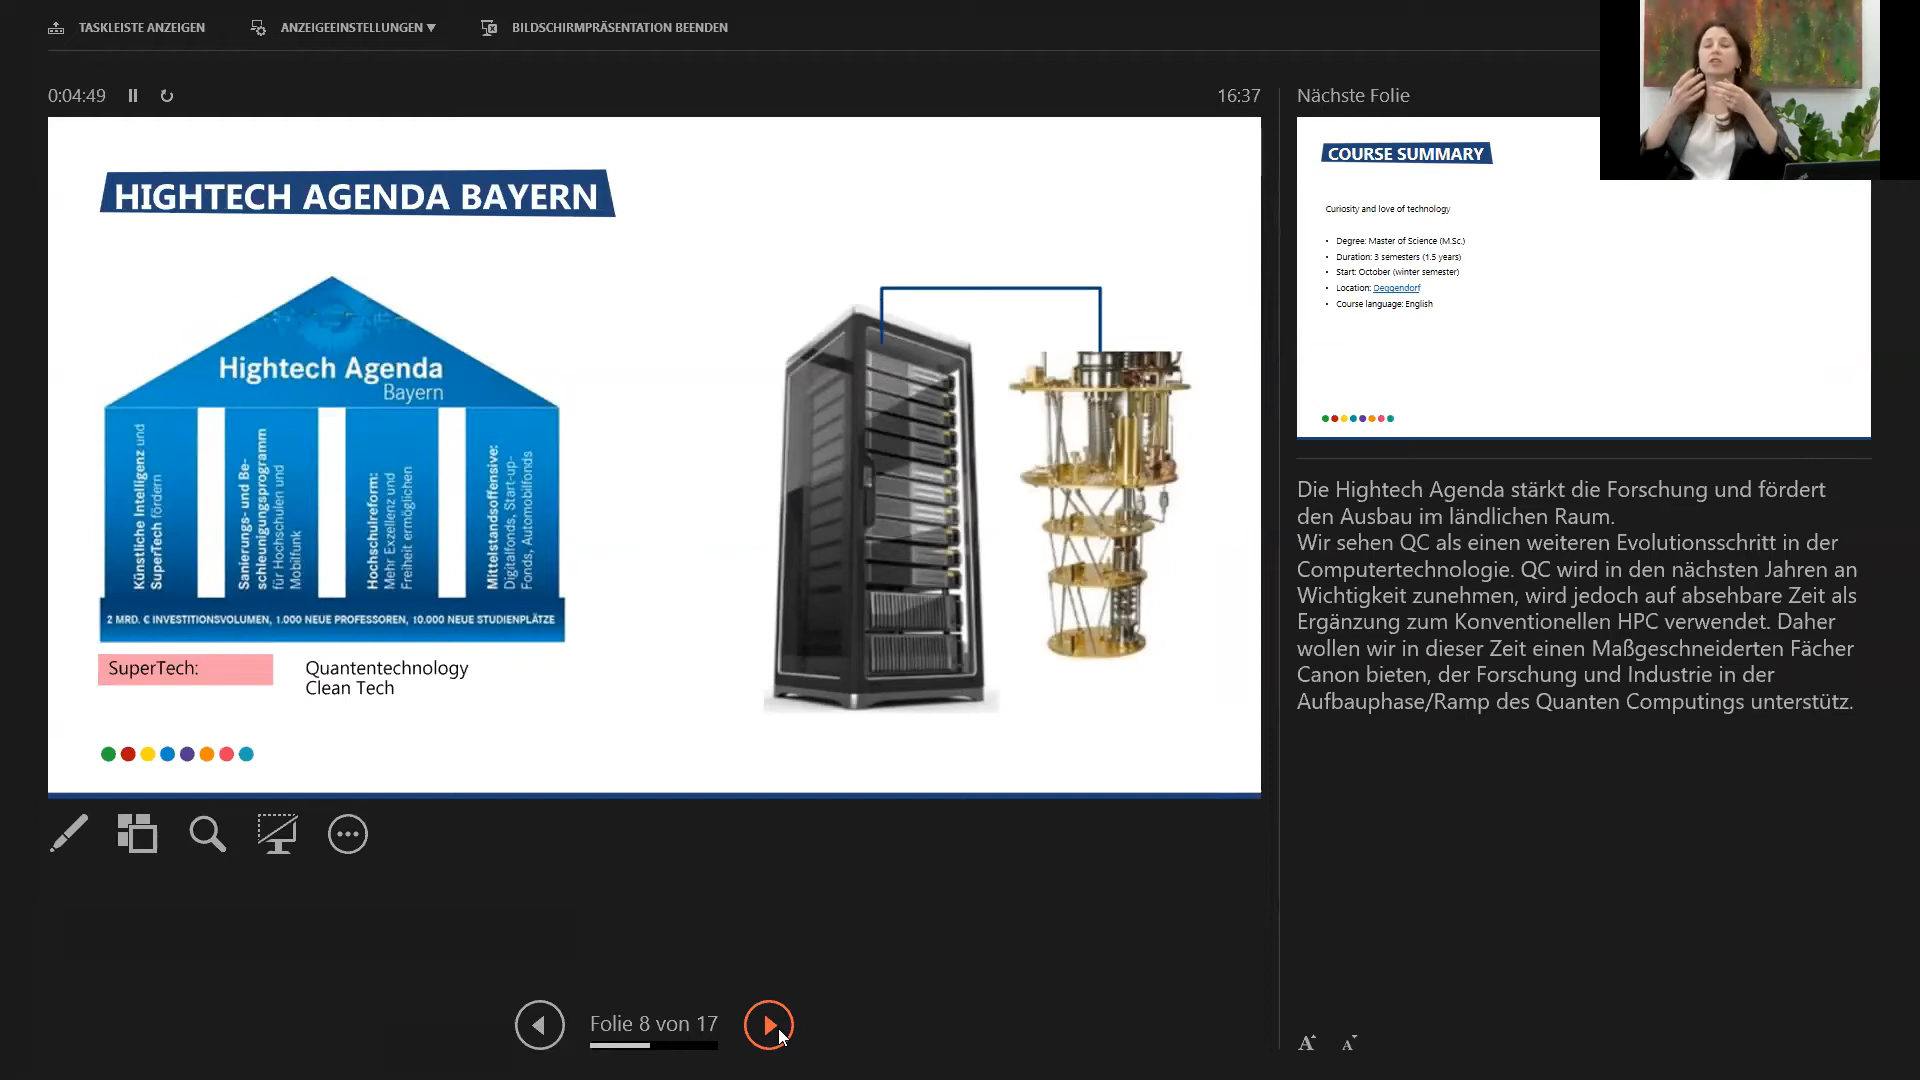 TASKLEISTE ANZEIGEN
ANZEIGEEINSTELLUNGEN ▼
BILDSCHIRMPRÄSENTATION BEENDEN
0:04:49
16:37
Nächste Folie
HIGHTECH AGENDA BAYERN
Hightech Agenda
Bayern
Künstliche Intelligenz und
SuperTech fördern
Sanierungs- und Be-
schleunigungsprogramm
für Hochschulen und
Mobilfunk
Hochschulreform:
Mehr Exzellenz und
Freiheit ermöglichen
Mittelstandsoffensive:
Digitalfonds, Start-up-
Fonds, Automobilfonds
2 MRD. € INVESTITIONSVOLUMEN, 1.000 NEUE PROFESSOREN, 10.000 NEUE STUDIENPLÄTZE
SuperTech:
Quantentechnology
Clean Tech
COURSE SUMMARY
Curiosity and love of technology
• Degree: Master of Science (M.Sc.)
• Duration: 3 semesters (1.5 years)
• Start: October (winter semester)
• Location: Deggendorf
• Course language: English
Die Hightech Agenda stärkt die Forschung und fördert
den Ausbau im ländlichen Raum.
Wir sehen QC als einen weiteren Evolutionsschritt in der
Computertechnologie. QC wird in den nächsten Jahren an
Wichtigkeit zunehmen, wird jedoch auf absehbare Zeit als
Ergänzung zum Konventionellen HPC verwendet. Daher
wollen wir in dieser Zeit einen Maßgeschneiderten Fächer
Canon bieten, der Forschung und Industrie in der
Aufbauphase/Ramp des Quanten Computings unterstütz.
Folie 8 von 17
A A